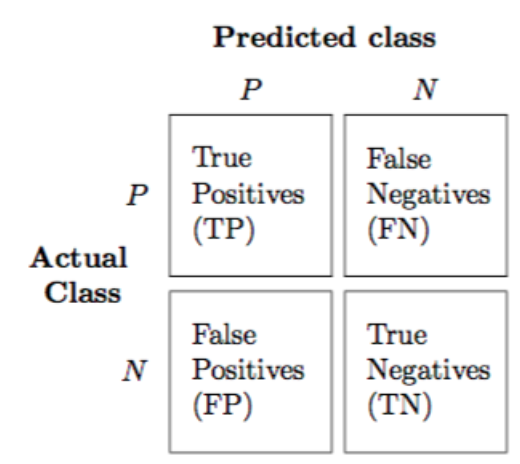 Predicted class
P N
True
Positives
(TP)
False
Negatives
(FN)
P
Actual
Class
N
False
Positives
(FP)
True
Negatives
(TN)